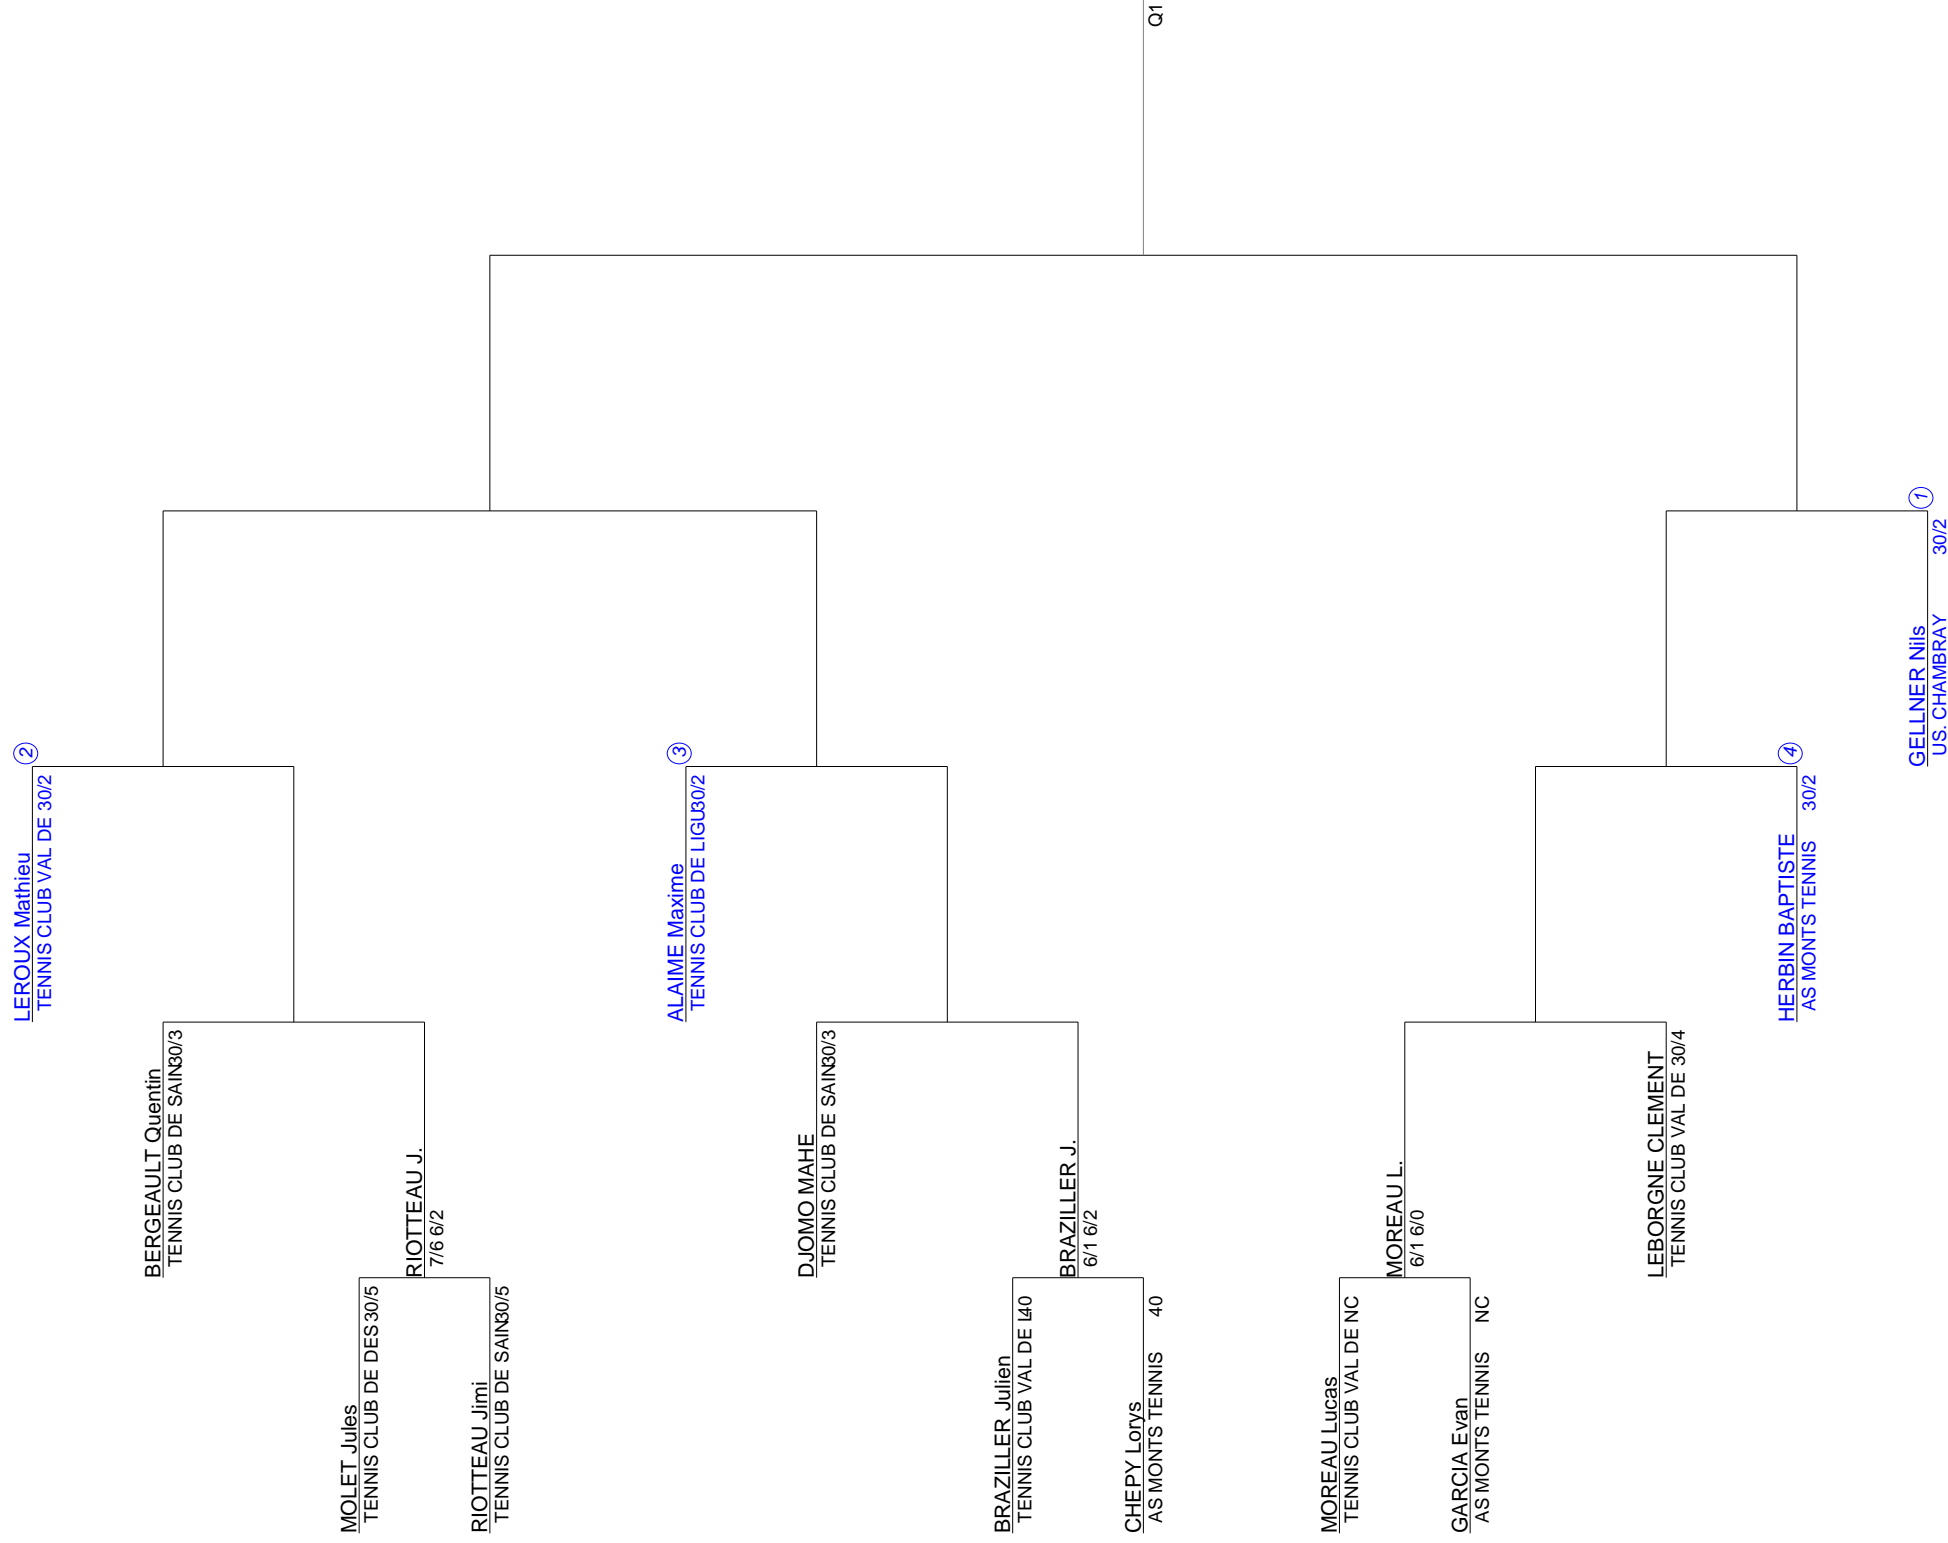 Q1
LEROUX Mathieu
TENNIS CLUB VAL DE 30/2
2
BERGEAULT Quentin
TENNIS CLUB DE SAIN30/3
MOLET Jules
TENNIS CLUB DE DES 30/5
RIOTTEAU J.
7/6 6/2
RIOTTEAU Jimi
TENNIS CLUB DE SAIN30/5
ALAIME Maxime
TENNIS CLUB DE LIGU30/2
3
DJOMO MAHE
TENNIS CLUB DE SAIN30/3
BRAZILLER Julien
TENNIS CLUB VAL DE L40
BRAZILLER J.
6/1 6/2
CHEPY Lorys
AS MONTS TENNIS 40
MOREAU Lucas
TENNIS CLUB VAL DE NC
MOREAU L.
6/1 6/0
GARCIA Evan
AS MONTS TENNIS NC
LEBORGNE CLEMENT
TENNIS CLUB VAL DE 30/4
HERBIN BAPTISTE
AS MONTS TENNIS 30/2
4
GELLNER Nils
US. CHAMBRAY 30/2
1